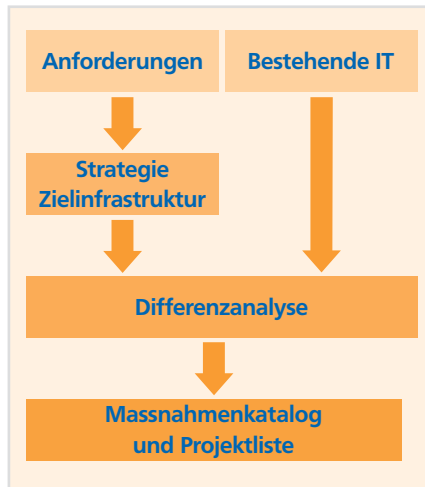 Anforderungen
Bestehende IT
Strategie
Zielinfrastruktur
Differenzanalyse
Massnahmenkatalog
und Projektliste